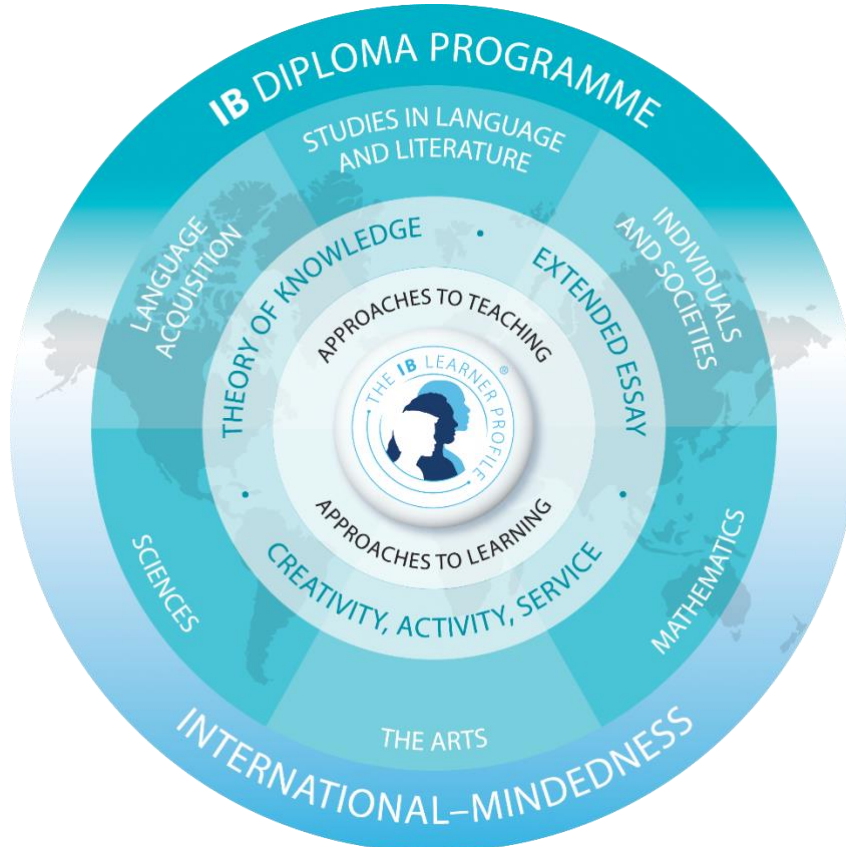 IB DIPLOMA PROGRAMME
STUDIES IN LANGUAGE
AND LITERATURE
LANGUAGE
ACQUISITION
INDIVIDUALS
AND SOCIETIES
THEORY OF KNOWLEDGE
•
EXTENDED ESSAY
APPROACHES TO TEACHING
THE IB LEARNER PROFILE
®
APPROACHES TO LEARNING
•
CREATIVITY, ACTIVITY, SERVICE
•
SCIENCES
MATHEMATICS
THE ARTS
INTERNATIONAL–MINDEDNESS